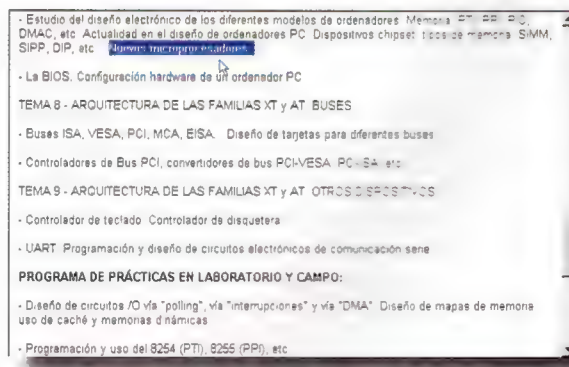 - Estudio del diseño electrónico de los diferentes modelos de ordenadores Memoria
DMAC, etc Actualidad en el diseño de ordenadores PC Dispositivos chipset tipos de memoria SIMM,
SIPP, DIP, etc Nuevos microprocesadores
- La BIOS. Configuración hardware de un ordenador PC
TEMA 8 - ARQUITECTURA DE LAS FAMILIAS XT y AT BUSES
- Buses ISA, VESA, PCI, MCA, EISA. Diseño de tarjetas para diferentes buses
- Controladores de Bus PCI, convertidores de bus PCI-VESA etc
TEMA 9 - ARQUITECTURA DE LAS FAMILIAS XT y AT OTROS DISPOSITIVOS
- Controlador de teclado Controlador de disquetera
- UART Programación y diseño de circuitos electrónicos de comunicación serie
PROGRAMA DE PRÁCTICAS EN LABORATORIO Y CAMPO:
- Diseño de circuitos /O vía "polling", vía "interrupciones" y vía "DMA" Diseño de mapas de memoria
uso de caché y memorias dinámicas
- Programación y uso del 8254 (PTI), 8255 (PPI), etc